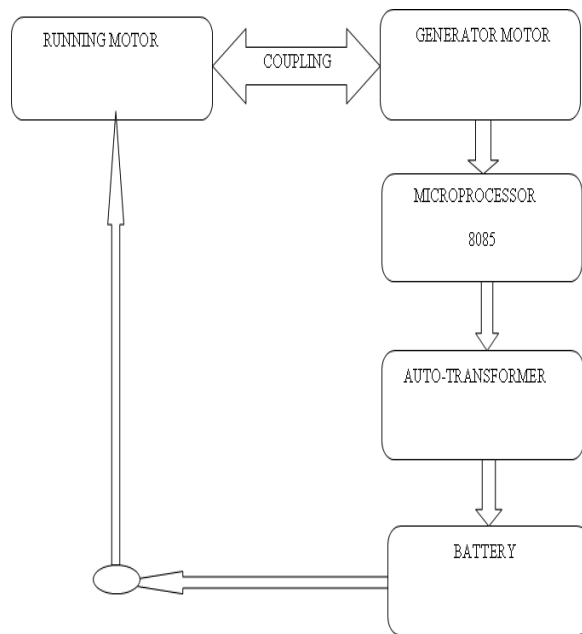 RUNNING MOTOR
COUPLING
GENERATOR MOTOR
MICROPROCESSOR
8085
AUTO-TRANSFORMER
BATTERY